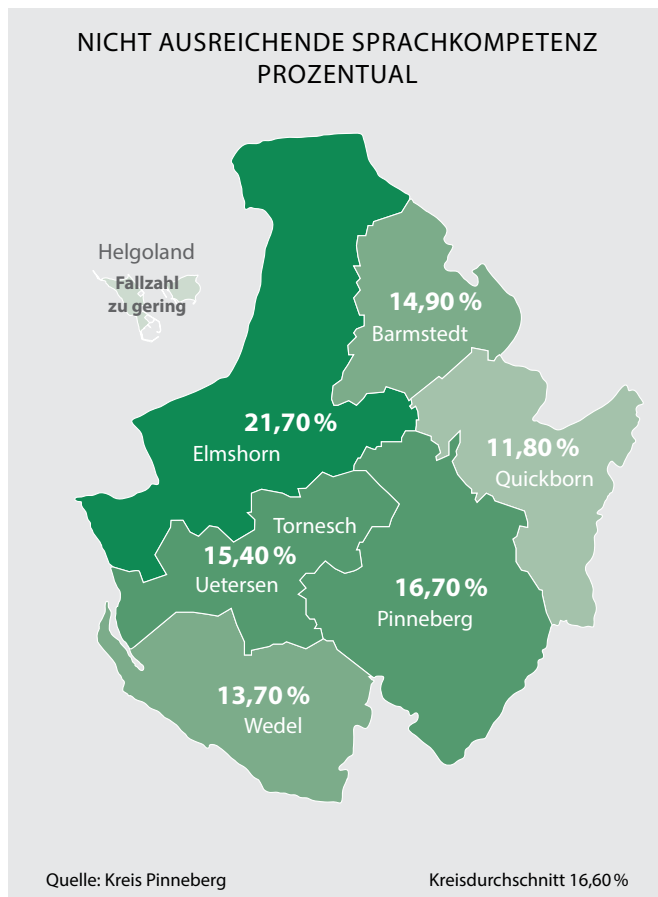 NICHT AUSREICHENDE SPRACHKOMPETENZ
PROZENTUAL
Helgoland
Fallzahl
zu gering
14,90 %
Barmstedt
21,70 %
Elmshorn
11,80 %
Quickborn
Tornesch
15,40 %
Uetersen
16,70 %
Pinneberg
13,70 %
Wedel
Quelle: Kreis Pinneberg
Kreisdurchschnitt 16,60 %